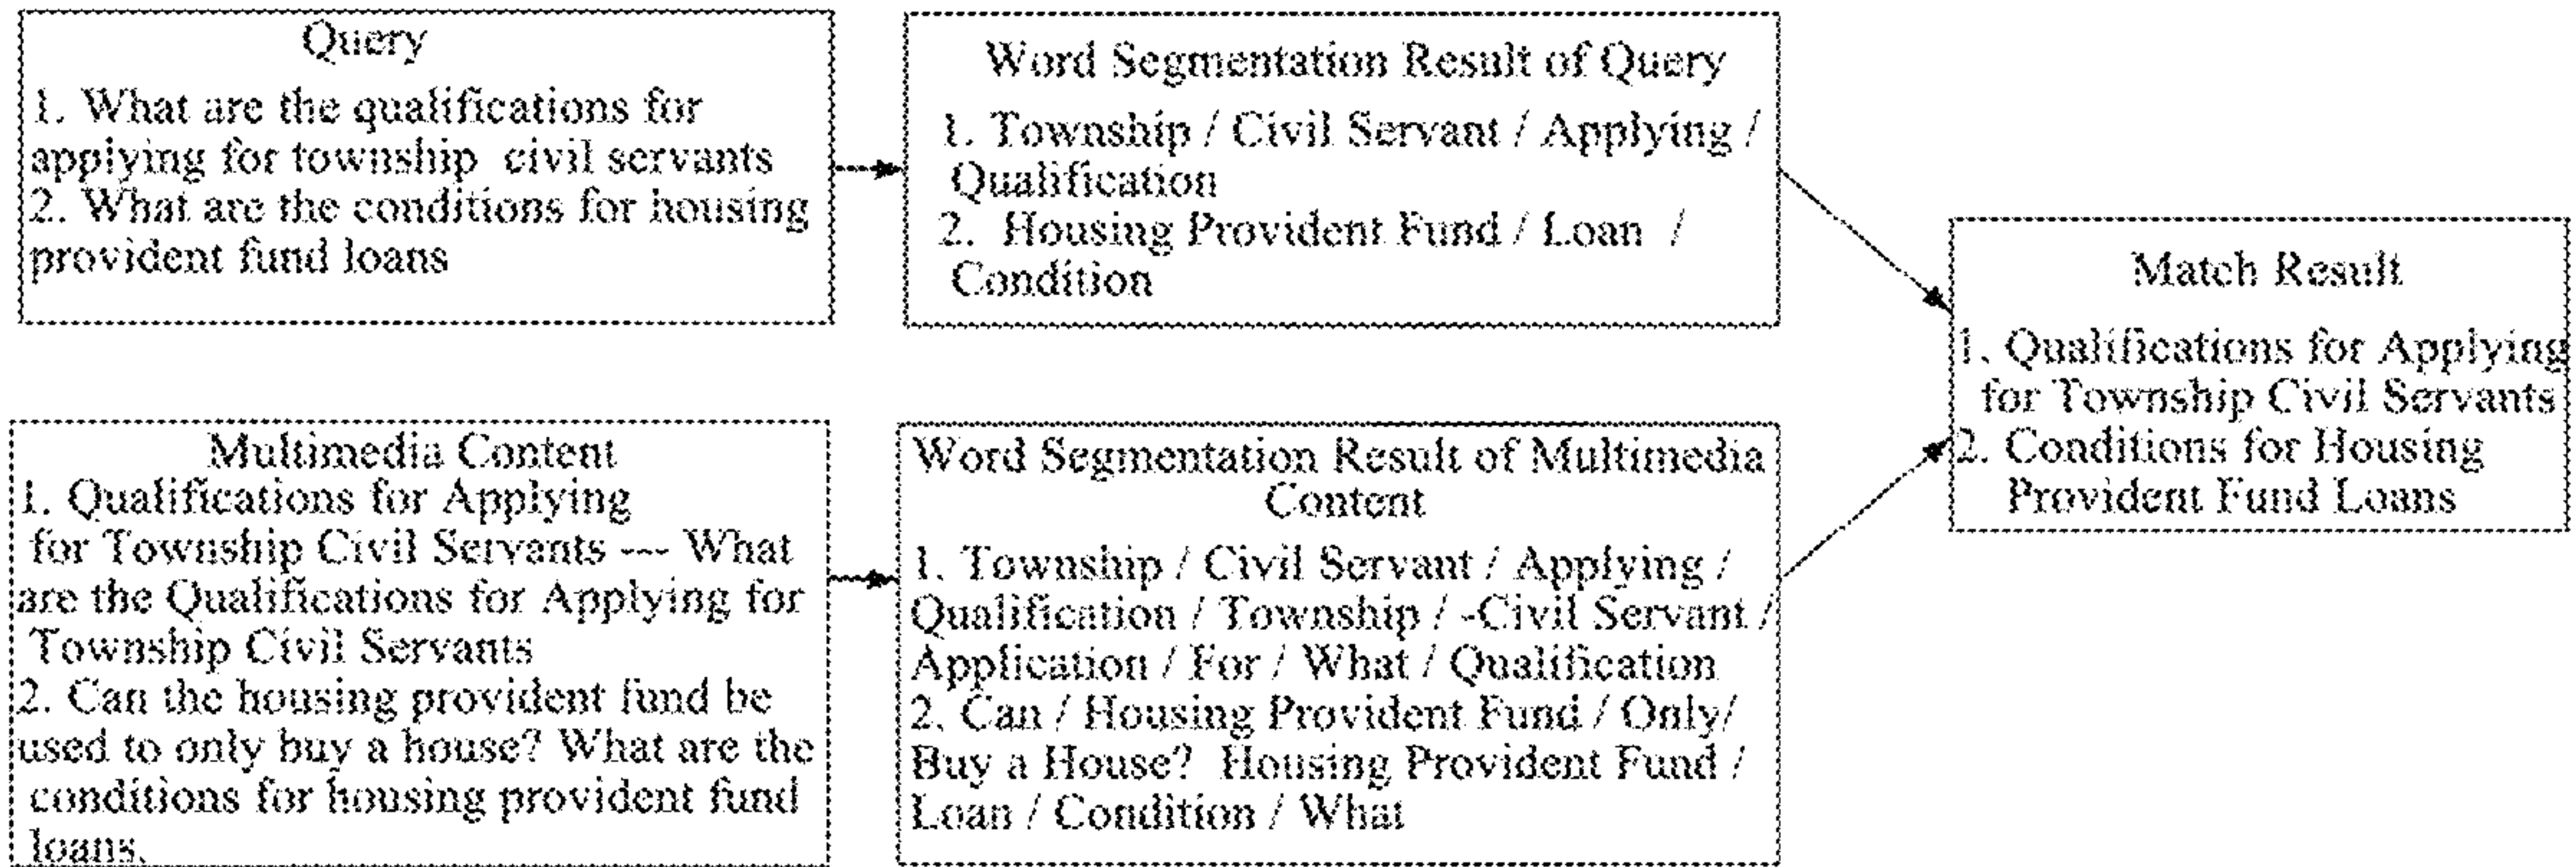 Query
1. What are the qualifications for
applying for township civil servants
2. What are the conditions for housing
provident fund loans
Word Segmentation Result of Query
1. Township / Civil Servant / Applying /
Qualification
2. Housing Provident Fund / Loan /
Condition
Multimedia Content
1. Qualifications for Applying
for Township Civil Servants --- What
are the Qualifications for Applying for
Township Civil Servants
2. Can the housing provident fund be
used to only buy a house? What are the
conditions for housing provident fund
loans.
Word Segmentation Result of Multimedia
Content
1. Township / Civil Servant / Applying /
Qualification / Township / -Civil Servant /
Application / For / What / Qualification
2. Can / Housing Provident Fund / Only/
Buy a House? Housing Provident Fund /
Loan / Condition / What
Match Result
1. Qualifications for Applying
for Township Civil Servants
2. Conditions for Housing
Provident Fund Loans